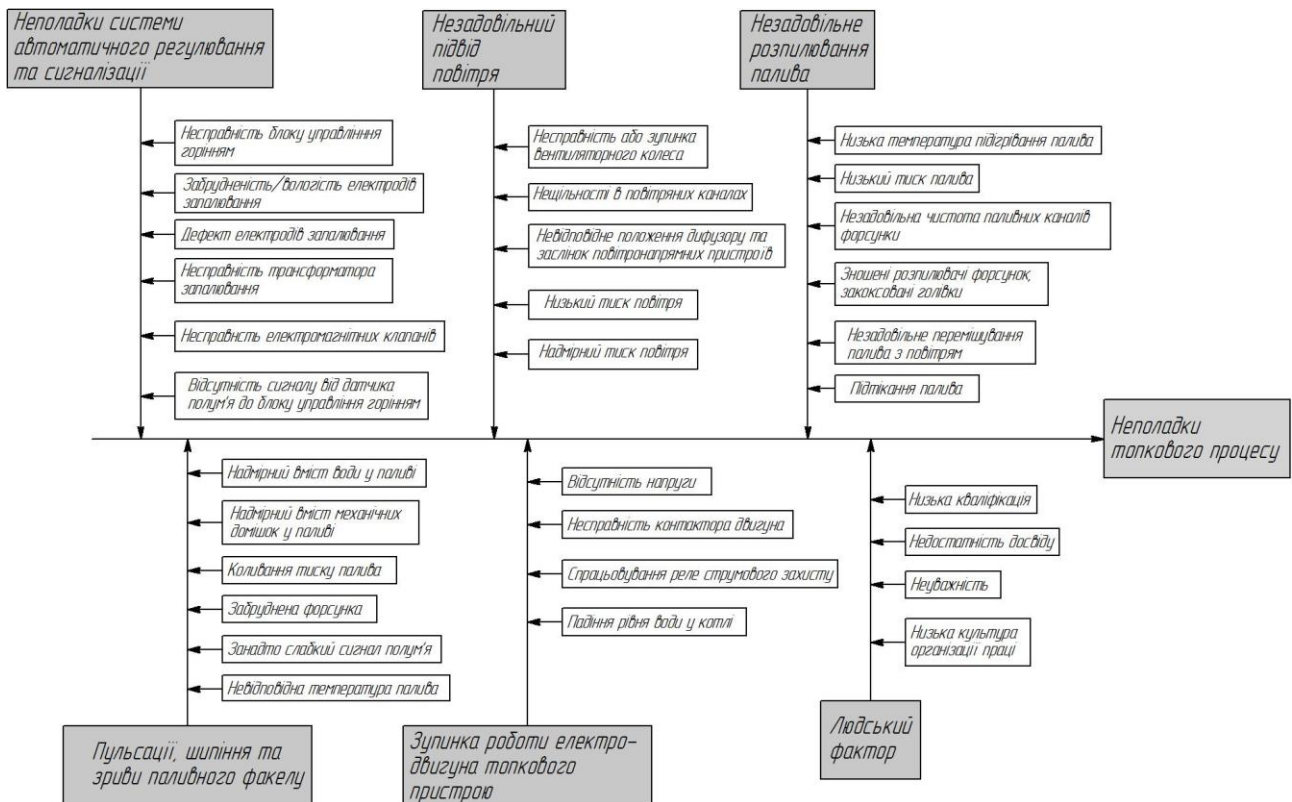 Неполадки системи
автоматичного регулювання
та сигналізації
Несправність блоку управлінння
горінням
Забрудненість/вологість електродів
запалювання
Дефект електродів запалювання
Несправність трансформатора
запалювання
Несправність електромагнітних клапанів
Відсутність сигналу від датчика
полум'я до блоку управління горінням
Незадовільний
підвід
повітря
Несправність або зупинка
вентиляторного колеса
Нещільності в повітряних каналах
Невідповідне положення дифузору та
заслінок повітронапрямних пристроїв
Низький тиск повітря
Надмірний тиск повітря
Незадовільне
розпилювання
палива
Низька температура підігрівання палива
Низький тиск палива
Незадовільна чистота паливних каналів
форсунки
Зношені розпилювачі форсунок,
закоксовані голівки
Незадовільне перемішування
палива з повітрям
Підтікання палива
Неполадки
топкового процесу
Надмірний вміст води у паливі
Надмірний вміст механічних
домішок у паливі
Коливання тиску палива
Забруднена форсунка
Занадто слабкий сигнал полум'я
Невідповідна температура палива
Пульсації, шипіння та
зриви паливного факелу
Відсутність напруги
Несправність контактора двигуна
Спрацьовування реле струмового захисту
Падіння рівня води у котлі
Зупинка роботи електро-
двигуна топкового
пристрою
Низька кваліфікація
Недостатність досвіду
Неуважність
Низька культура
організації праці
Людський
фактор